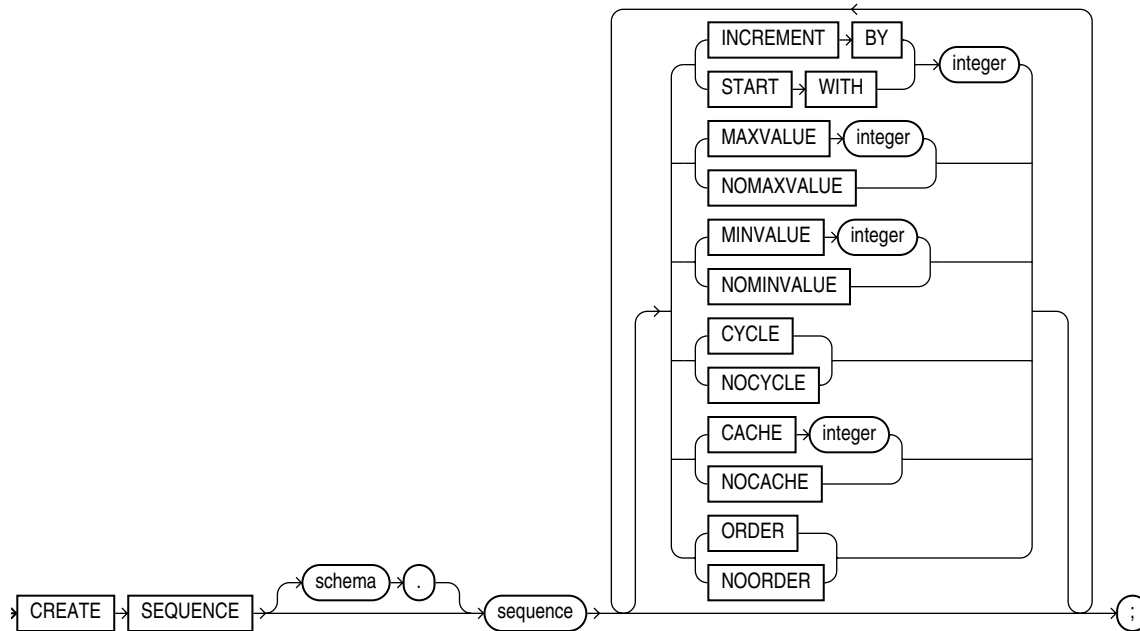 INCREMENT BY
integer
START WITH
MAXVALUE integer
NOMAXVALUE
MINVALUE integer
NOMINVALUE
CYCLE
NOCYCLE
CACHE integer
NOCACHE
ORDER
schema .
NOORDER
CREATE SEQUENCE sequence ;